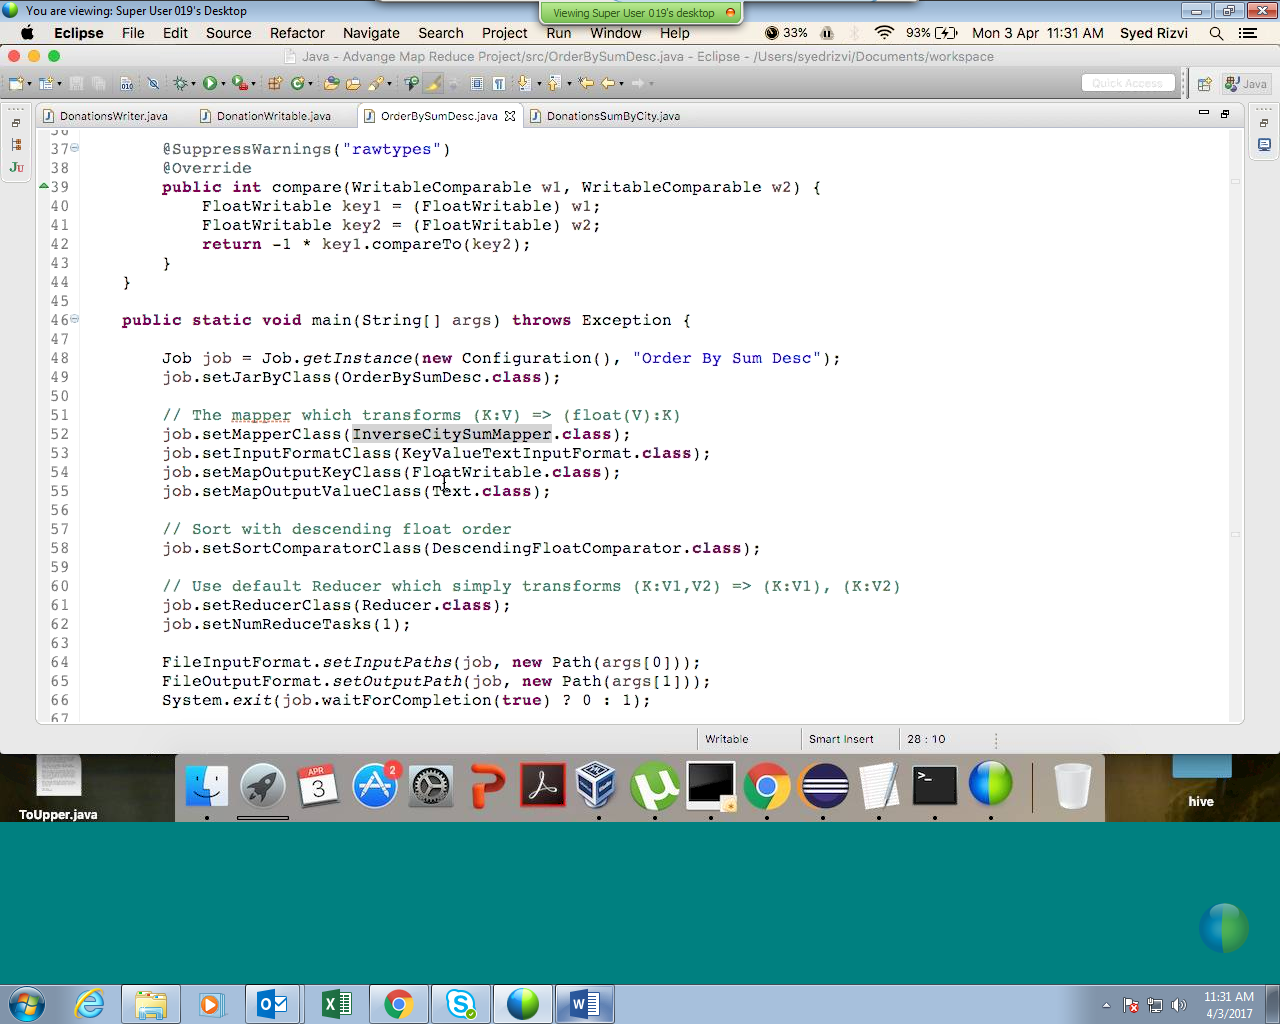 You are viewing: Super User 019's Desktop
Viewing Super User 019's desktop
Eclipse File Edit Source Refactor Navigate Search Project Run Window Help 33% 93% Mon 3 Apr 11:31 AM Syed Rizvi
Java - Advange Map Reduce Project/src/OrderBySumDesc.java - Eclipse - /Users/syedrizvi/Documents/workspace
Quick Access Java
DonationsWriter.java DonationWritable.java OrderBySumDesc.java DonationsSumByCity.java
36
37 @SuppressWarnings("rawtypes")
38 @Override
39 public int compare(WritableComparable w1, WritableComparable w2) {
40 FloatWritable key1 = (FloatWritable) w1;
41 FloatWritable key2 = (FloatWritable) w2;
42 return -1 * key1.compareTo(key2);
43 }
44 }
45
46 public static void main(String[] args) throws Exception {
47
48 Job job = Job.getInstance(new Configuration(), "Order By Sum Desc");
49 job.setJarByClass(OrderBySumDesc.class);
50
51 // The mapper which transforms (K:V) => (float(V):K)
52 job.setMapperClass(InverseCitySumMapper.class);
53 job.setInputFormatClass(KeyValueTextInputFormat.class);
54 job.setMapOutputKeyClass(FloatWritable.class);
55 job.setMapOutputValueClass(Text.class);
56
57 // Sort with descending float order
58 job.setSortComparatorClass(DescendingFloatComparator.class);
59
60 // Use default Reducer which simply transforms (K:V1,V2) => (K:V1), (K:V2)
61 job.setReducerClass(Reducer.class);
62 job.setNumReduceTasks(1);
63
64 FileInputFormat.setInputPaths(job, new Path(args[0]));
65 FileOutputFormat.setOutputPath(job, new Path(args[1]));
66 System.exit(job.waitForCompletion(true) ? 0 : 1);
67
Writable Smart Insert 28 : 10
APR
3
2
ToUpper.java
hive
11:31 AM
4/3/2017